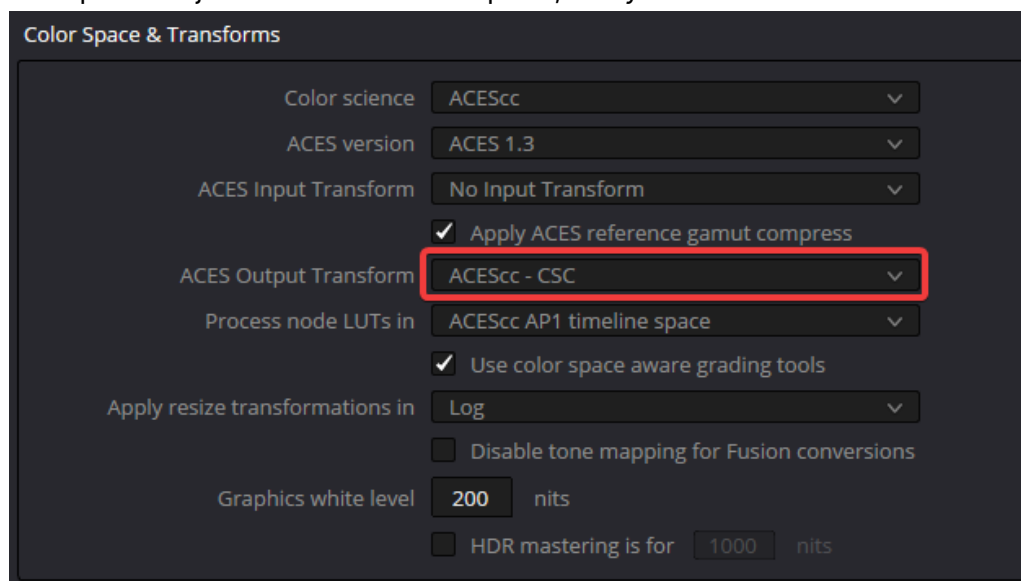 Color Space & Transforms
Color science ACEScc
ACES version ACES 1.3
ACES Input Transform No Input Transform
Apply ACES reference gamut compress
ACES Output Transform ACEScc - CSC
Process node LUTs in ACEScc AP1 timeline space
Use color space aware grading tools
Apply resize transformations in Log
Disable tone mapping for Fusion conversions
Graphics white level 200 nits
HDR mastering is for 1000 nits